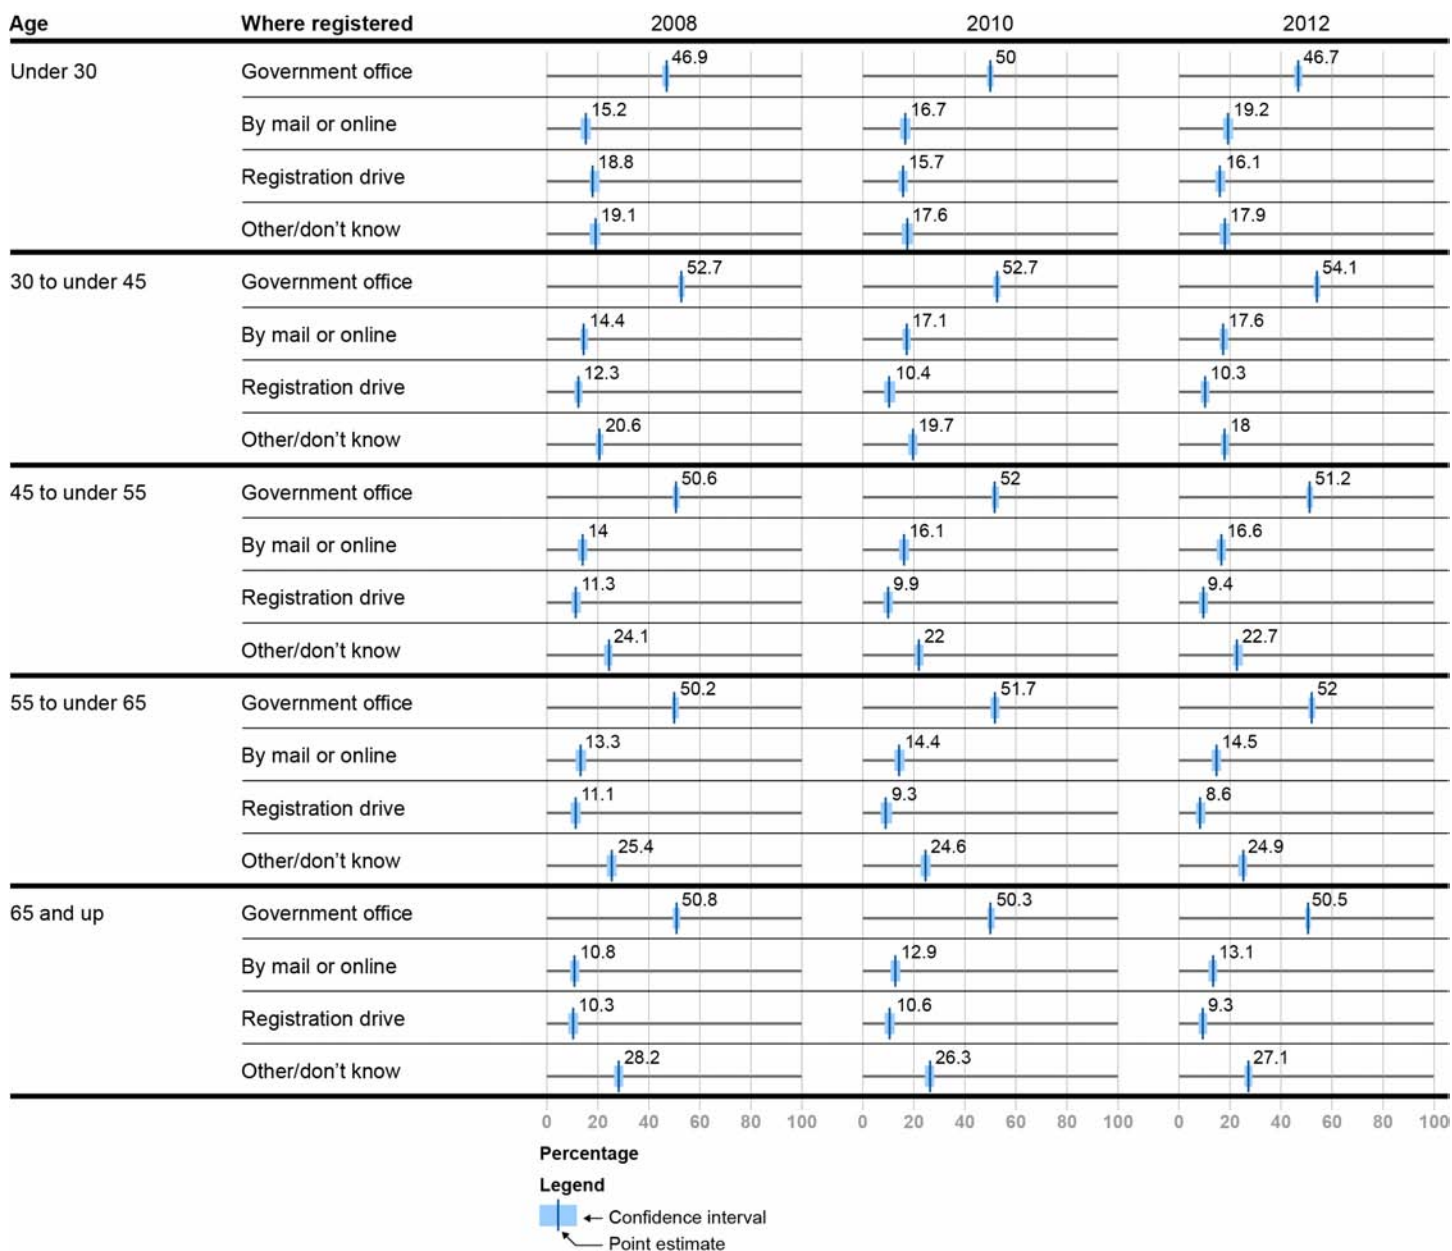 Age Where registered 2008 2010 2012
Under 30 Government office 46.9 50 46.7
By mail or online 15.2 16.7 19.2
Registration drive 18.8 15.7 16.1
Other/don’t know 19.1 17.6 17.9
30 to under 45 Government office 52.7 52.7 54.1
By mail or online 14.4 17.1 17.6
Registration drive 12.3 10.4 10.3
Other/don’t know 20.6 19.7 18
45 to under 55 Government office 50.6 52 51.2
By mail or online 14 16.1 16.6
Registration drive 11.3 9.9 9.4
Other/don’t know 24.1 22 22.7
55 to under 65 Government office 50.2 51.7 52
By mail or online 13.3 14.4 14.5
Registration drive 11.1 9.3 8.6
Other/don’t know 25.4 24.6 24.9
65 and up Government office 50.8 50.3 50.5
By mail or online 10.8 12.9 13.1
Registration drive 10.3 10.6 9.3
Other/don’t know 28.2 26.3 27.1
0 20 40 60 80 100 0 20 40 60 80 100 0 20 40 60 80 100
Percentage
Legend
Confidence interval
Point estimate